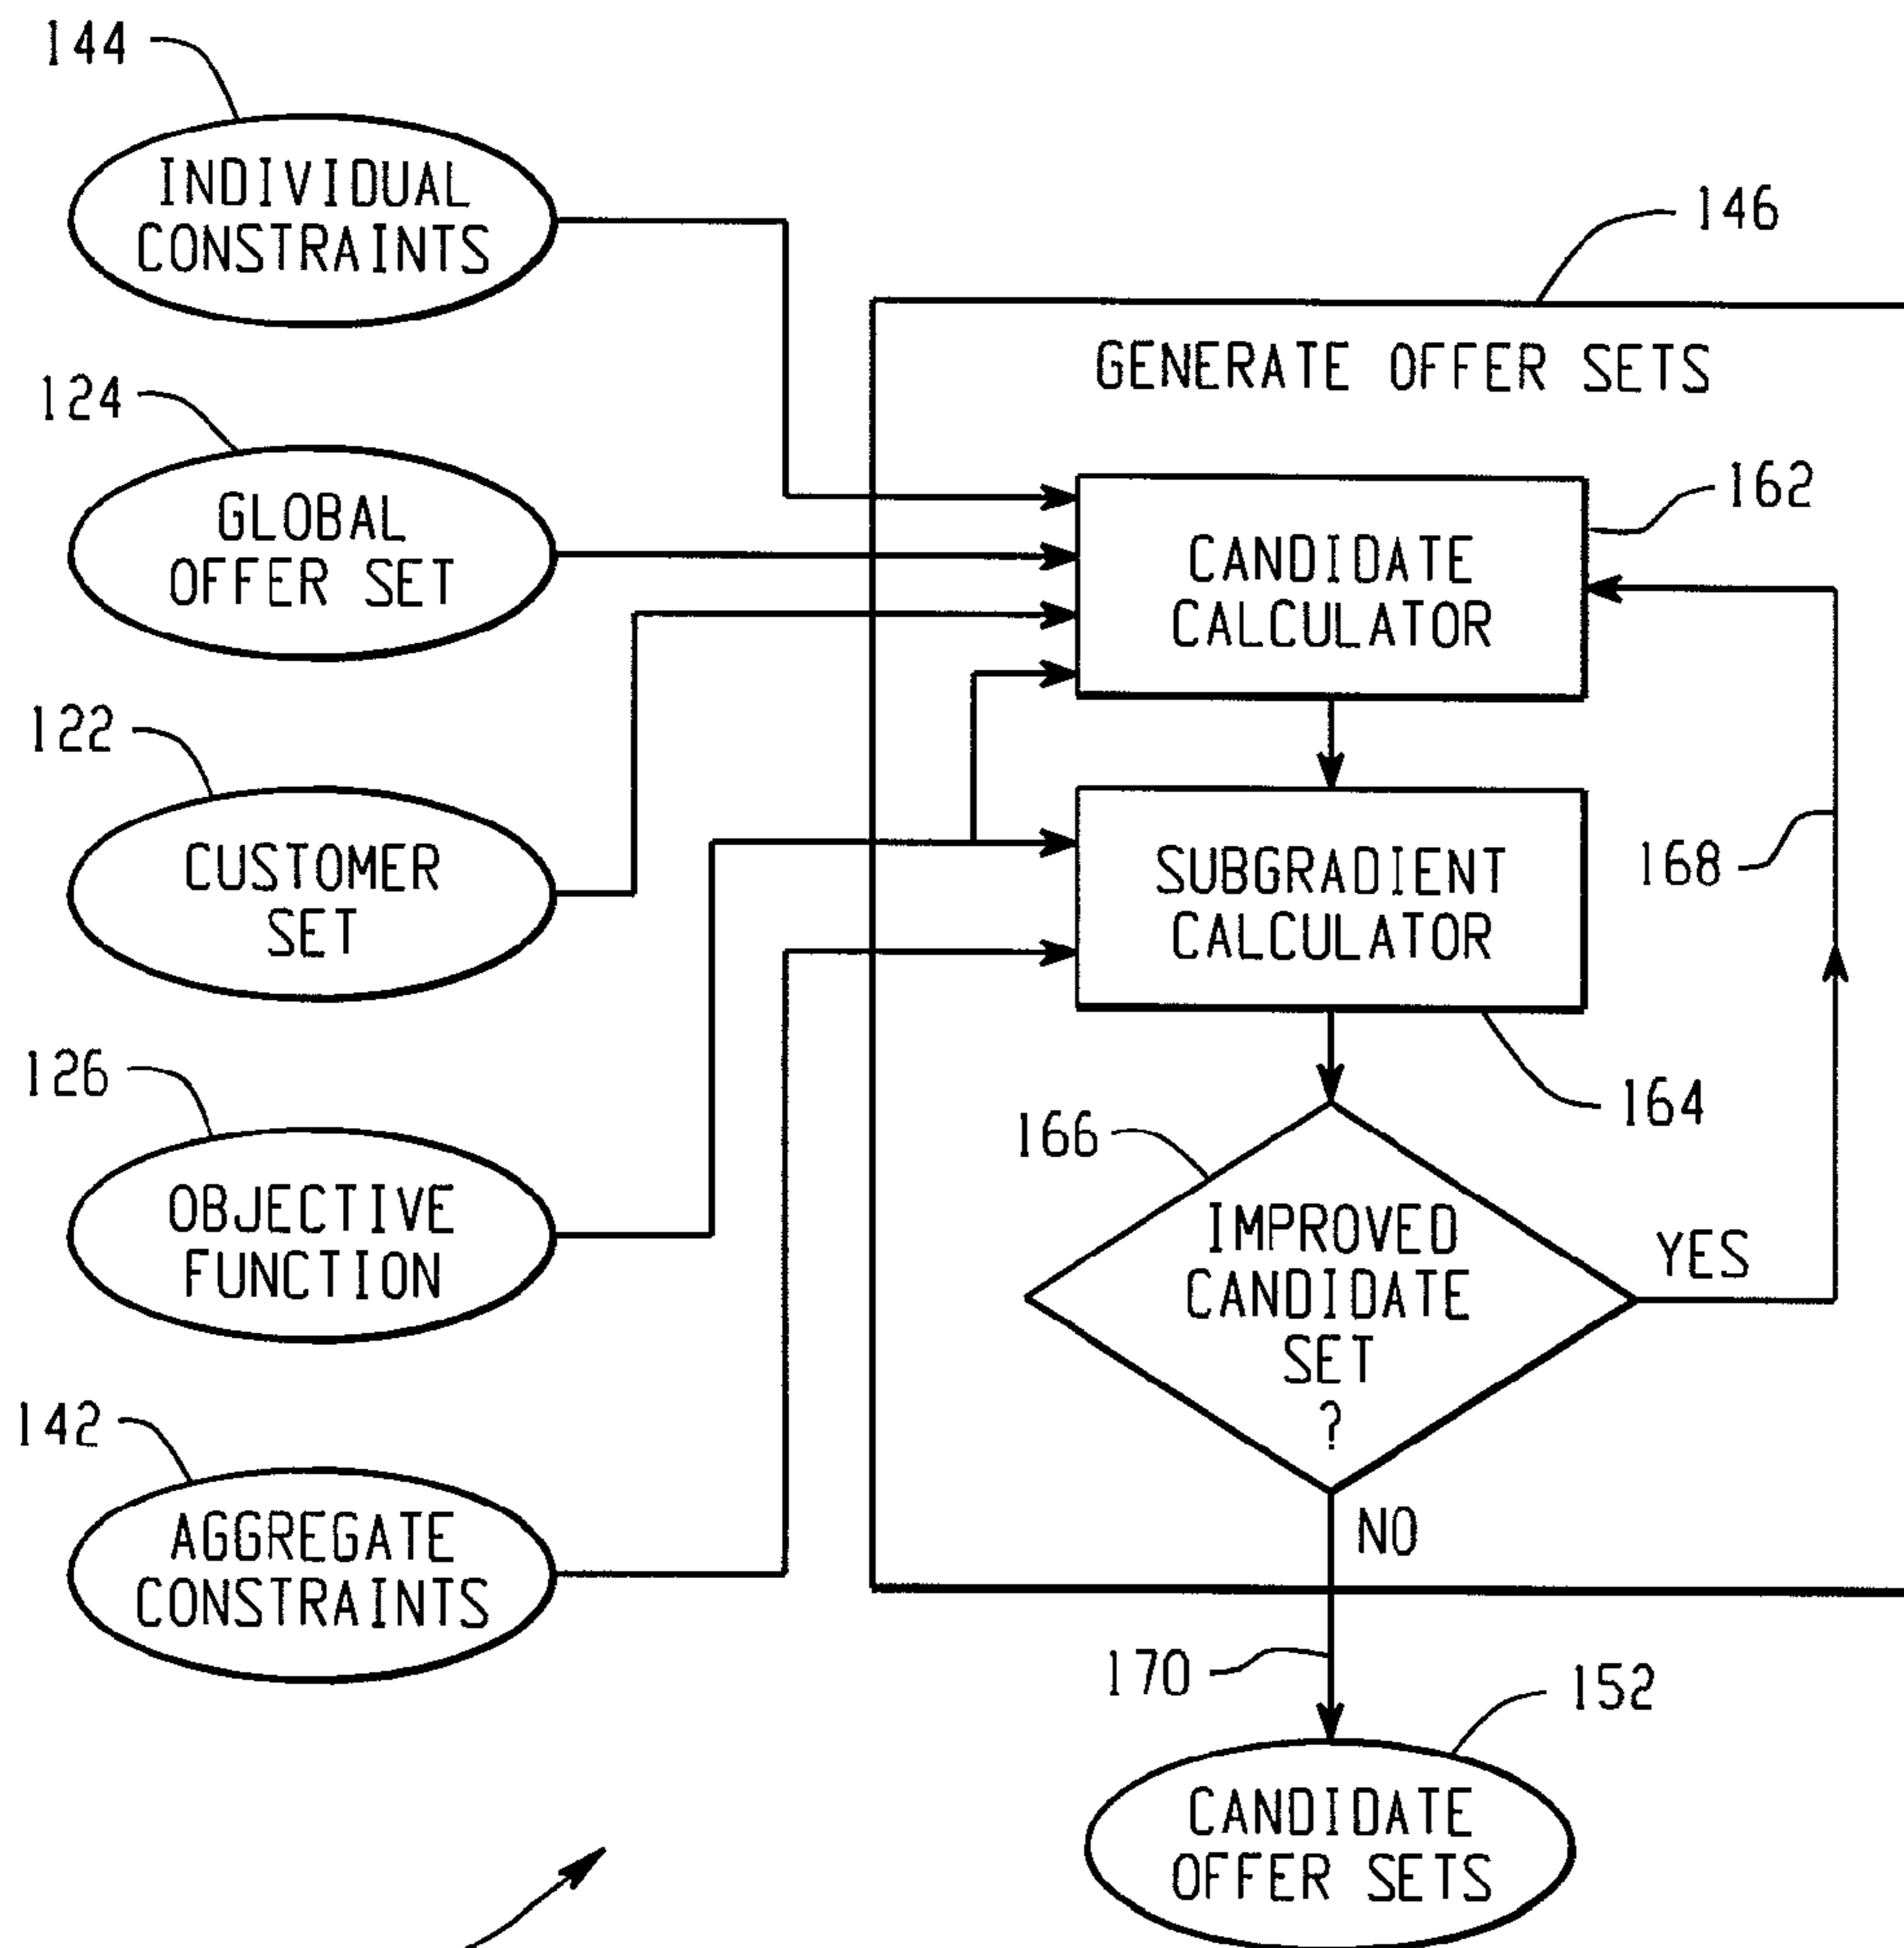 144
INDIVIDUAL
CONSTRAINTS
146
GENERATE OFFER SETS
124
GLOBAL
OFFER SET
162
CANDIDATE
CALCULATOR
122
CUSTOMER
SET
SUBGRADIENT
CALCULATOR
168
126
OBJECTIVE
FUNCTION
164
166
IMPROVED
CANDIDATE
SET
?
YES
142
AGGREGATE
CONSTRAINTS
NO
170
152
CANDIDATE
OFFER SETS